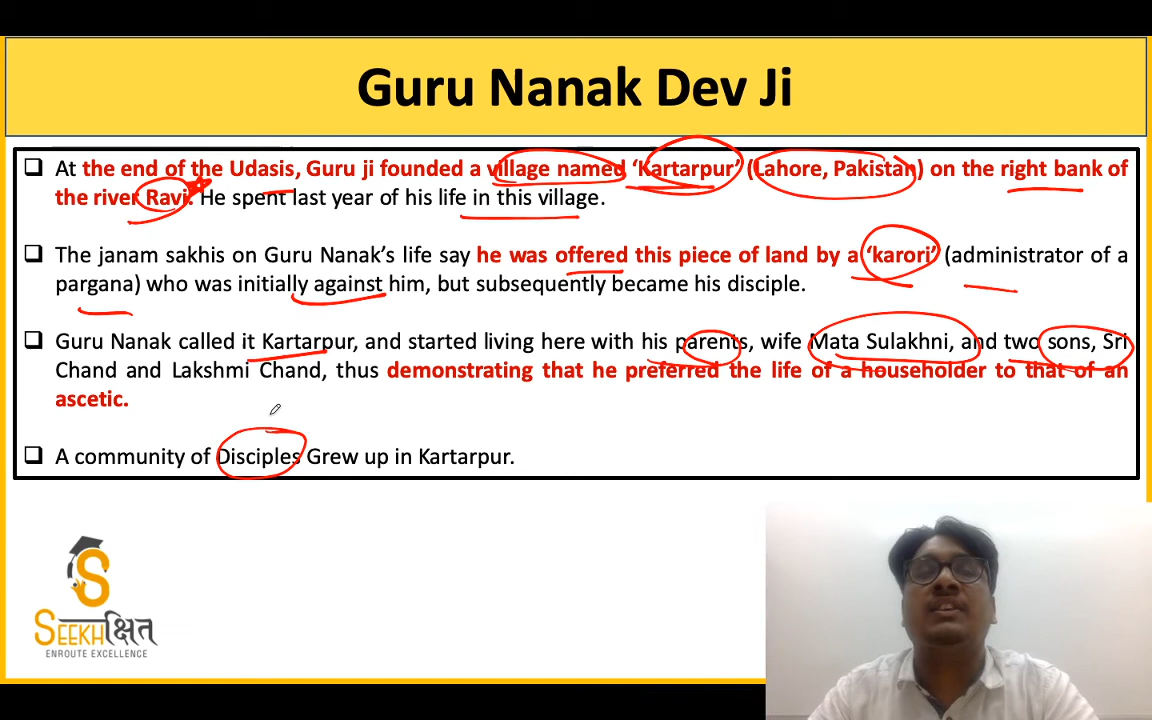 Guru Nanak Dev Ji
❑ At the end of the Udasis, Guru ji founded a village named ‘Kartarpur’ (Lahore, Pakistan) on the right bank of
the river Ravi. He spent last year of his life in this village.
❑ The janam sakhis on Guru Nanak’s life say he was offered this piece of land by a ‘karori’ (administrator of a
pargana) who was initially against him, but subsequently became his disciple.
❑ Guru Nanak called it Kartarpur, and started living here with his parents, wife Mata Sulakhni, and two sons, Sri
Chand and Lakshmi Chand, thus demonstrating that he preferred the life of a householder to that of an
ascetic.
❑ A community of Disciples Grew up in Kartarpur.
SEEKHक्षित
ENROUTE EXCELLENCE